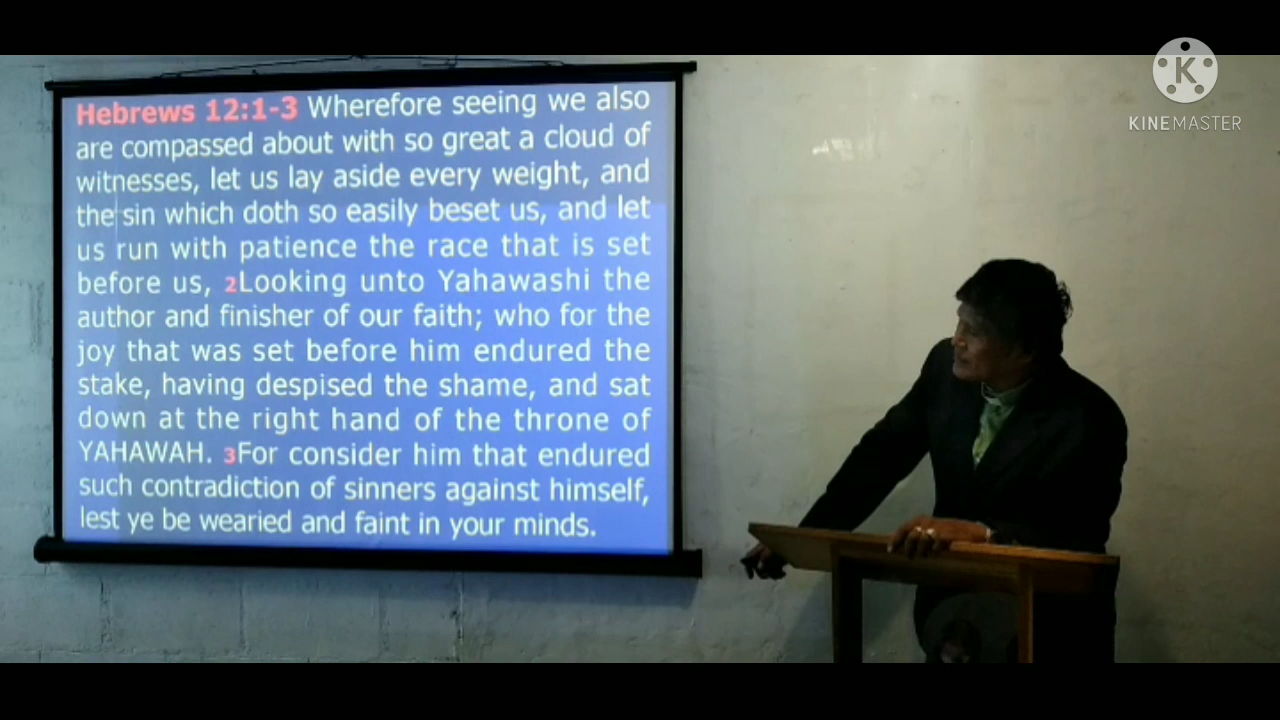 Hebrews 12:1-3 Wherefore seeing we also
are compassed about with so great a cloud of
witnesses, let us lay aside every weight, and
the sin which doth so easily beset us, and let
us run with patience the race that is set
before us, 2Looking unto Yahawashi the
author and finisher of our faith; who for the
joy that was set before him endured the
stake, having despised the shame, and sat
down at the right hand of the throne of
YAHAWAH. 3For consider him that endured
such contradiction of sinners against himself,
lest ye be wearied and faint in your minds.
K
KINEMASTER